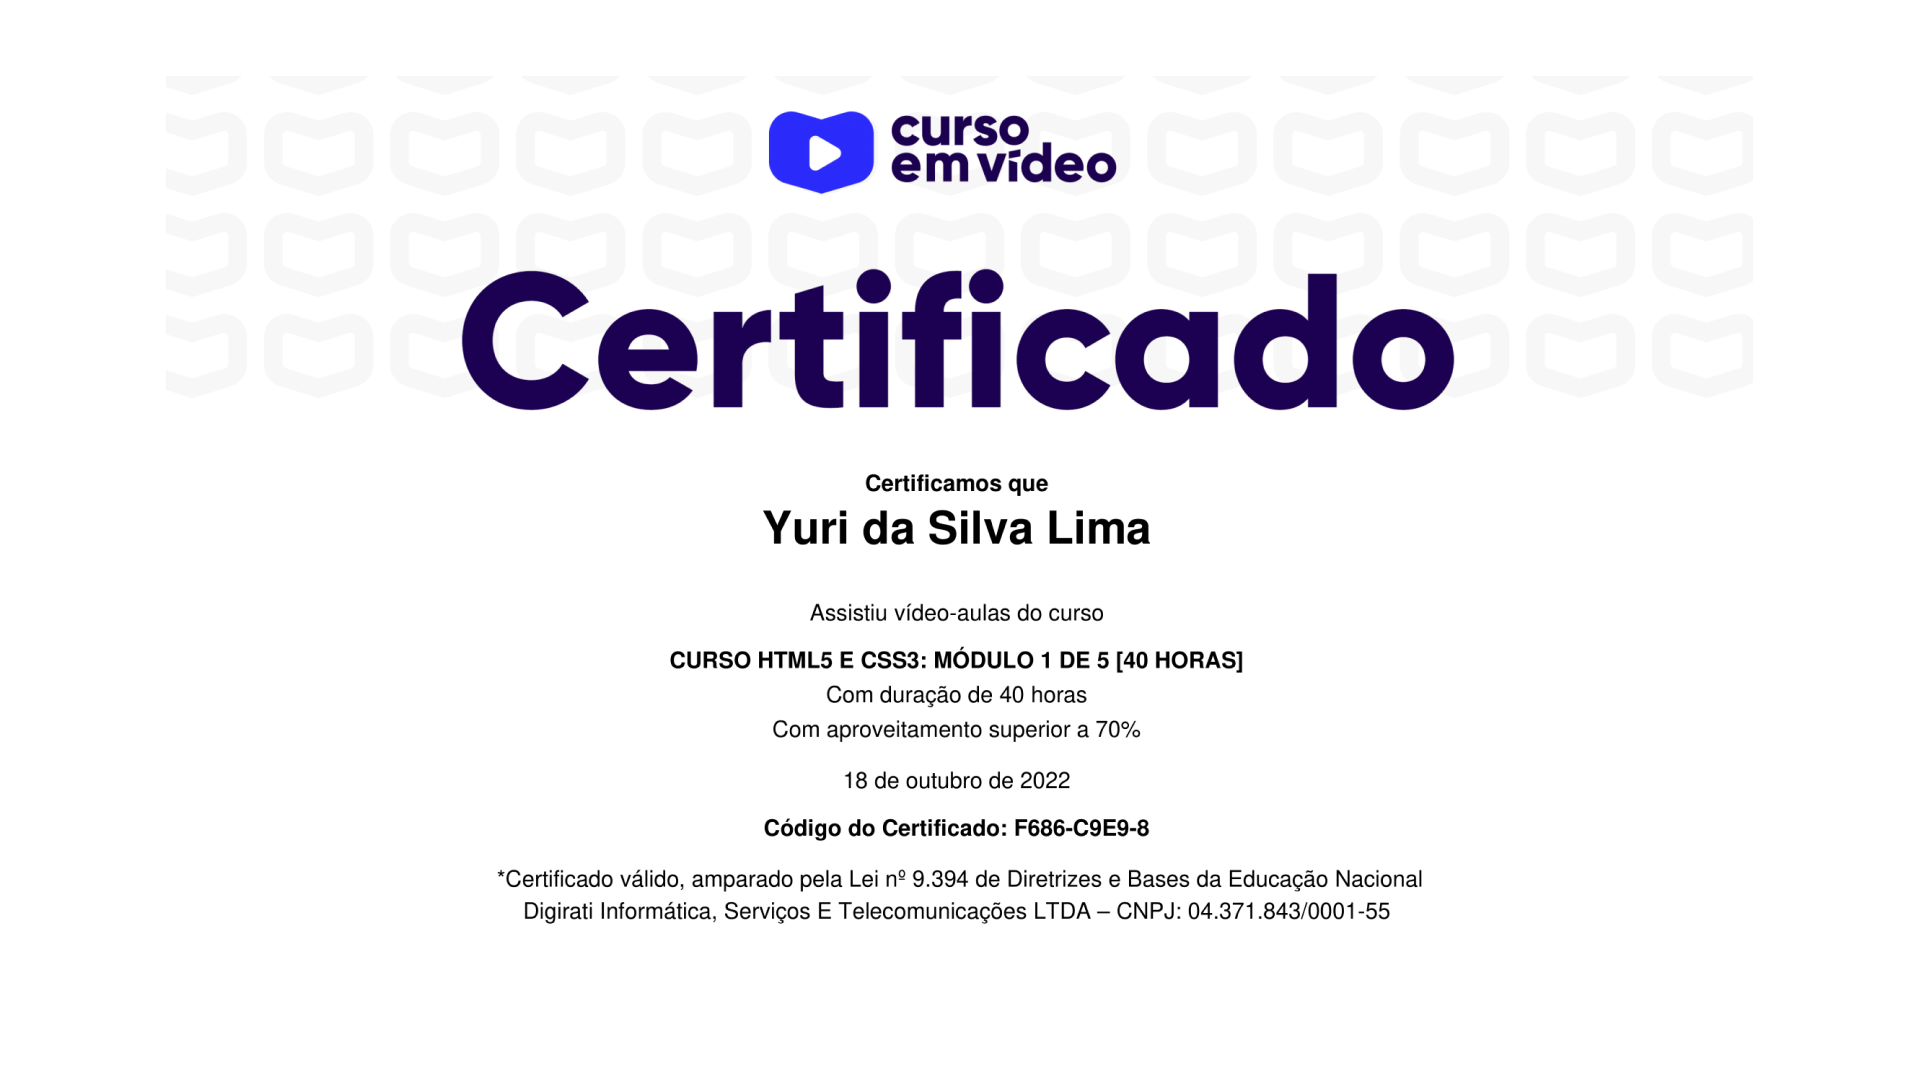 curso
em vídeo
Certificado
Certificamos que
Yuri da Silva Lima
Assistiu vídeo-aulas do curso
CURSO HTML5 E CSS3: MÓDULO 1 DE 5 [40 HORAS]
Com duração de 40 horas
Com aproveitamento superior a 70%
18 de outubro de 2022
Código do Certificado: F686-C9E9-8
*Certificado válido, amparado pela Lei nº 9.394 de Diretrizes e Bases da Educação Nacional
Digirati Informática, Serviços E Telecomunicações LTDA – CNPJ: 04.371.843/0001-55